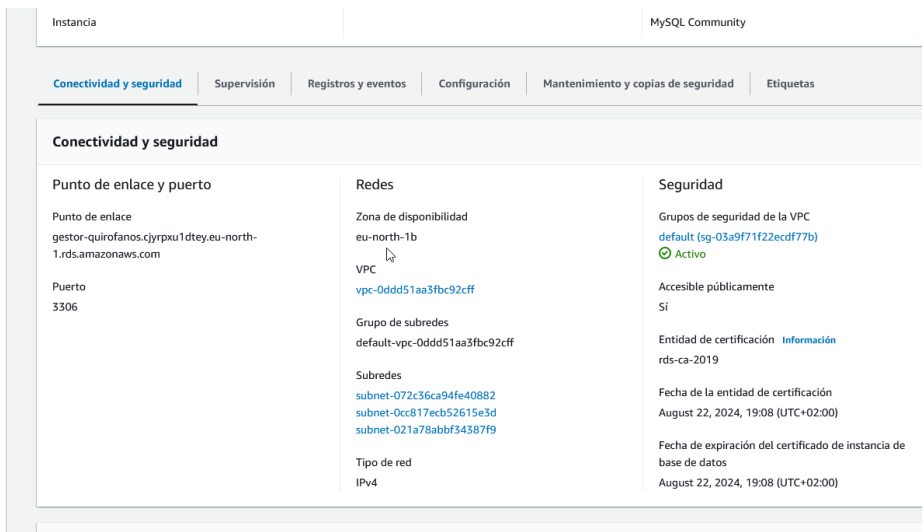 Instancia
MySQL Community
Conectividad y seguridad
Supervisión
Registros y eventos
Configuración
Mantenimiento y copias de seguridad
Etiquetas
Conectividad y seguridad
Punto de enlace y puerto
Punto de enlace
gestor-quirofanos.cjyrpxu1dtey.eu-north-
1.rds.amazonaws.com
Puerto
3306
Redes
Zona de disponibilidad
eu-north-1b
VPC
vpc-0ddd51aa3fbc92cff
Grupo de subredes
default-vpc-0ddd51aa3fbc92cff
Subredes
subnet-072c36ca94fe40882
subnet-0cc817ecb52615e3d
subnet-021a78abbf34387f9
Tipo de red
IPv4
Seguridad
Grupos de seguridad de la VPC
default (sg-03a9f71f22ecdf77b)
Activo
Accesible públicamente
Sí
Entidad de certificación Información
rds-ca-2019
Fecha de la entidad de certificación
August 22, 2024, 19:08 (UTC+02:00)
Fecha de expiración del certificado de instancia de
base de datos
August 22, 2024, 19:08 (UTC+02:00)